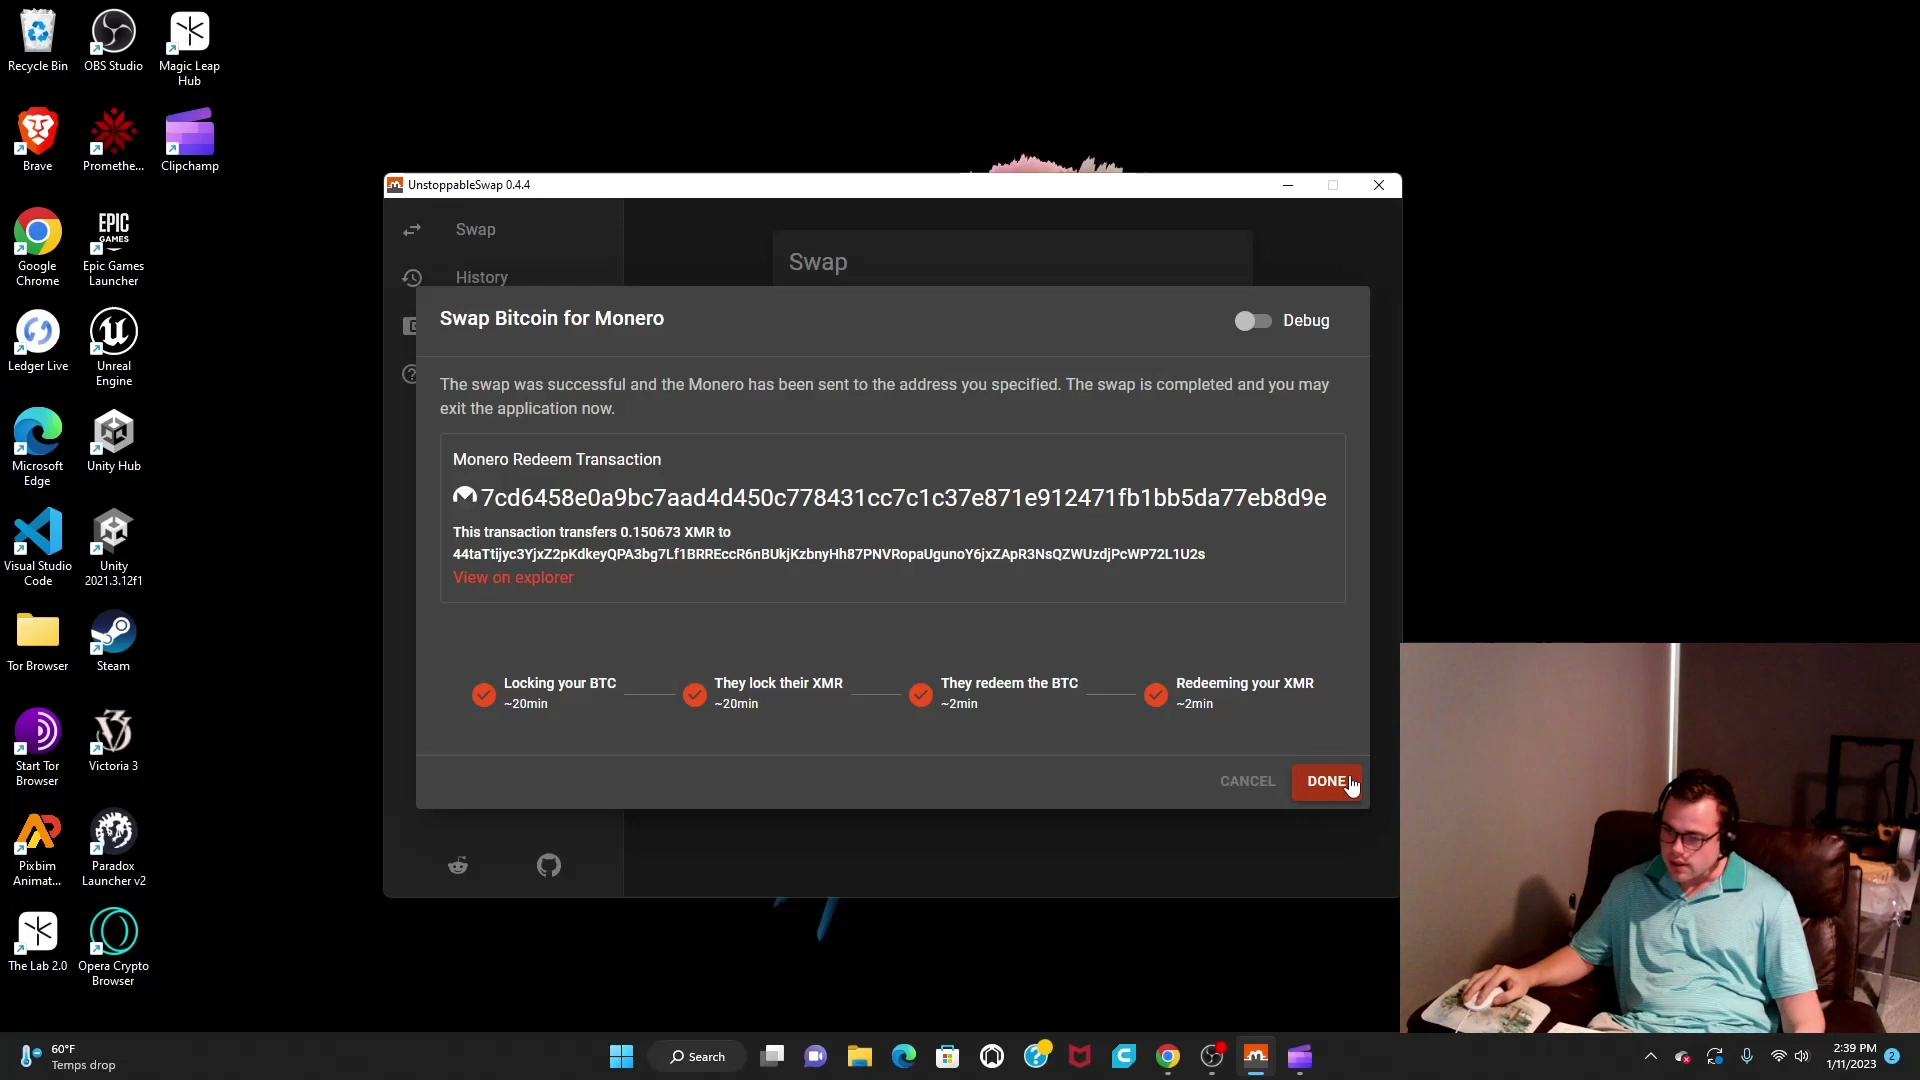 Recycle Bin
OBS Studio
Magic Leap
Hub
Brave
Promethe...
Clipchamp
Google
Chrome
EPIC
GAMES
Epic Games
Launcher
Ledger Live
Unreal
Engine
Microsoft
Edge
Unity Hub
Visual Studio
Code
Unity
2021.3.12f1
Tor Browser
Steam
Start Tor
Browser
Victoria 3
Pixbim
Animat...
Paradox
Launcher v2
The Lab 2.0
Opera Crypto
Browser
UnstoppableSwap 0.4.4
Swap
History
Swap
Swap Bitcoin for Monero
Debug
The swap was successful and the Monero has been sent to the address you specified. The swap is completed and you may
exit the application now.
Monero Redeem Transaction
7cd6458e0a9bc7aad4d450c778431cc7c1c37e871e912471fb1bb5da77eb8d9e
This transaction transfers 0.150673 XMR to
44taTtijyc3YjxZ2pKdkeyQPA3bg7Lf1BRREccR6nBUkjKzbnyHh87PNVRopaUgunoY6jxZApR3NsQZWUzdjPcWP72L1U2s
View on explorer
Locking your BTC
~20min
They lock their XMR
~20min
They redeem the BTC
~2min
Redeeming your XMR
~2min
CANCEL
DONE
60°F
Temps drop
Search
2:39 PM
1/11/2023
2